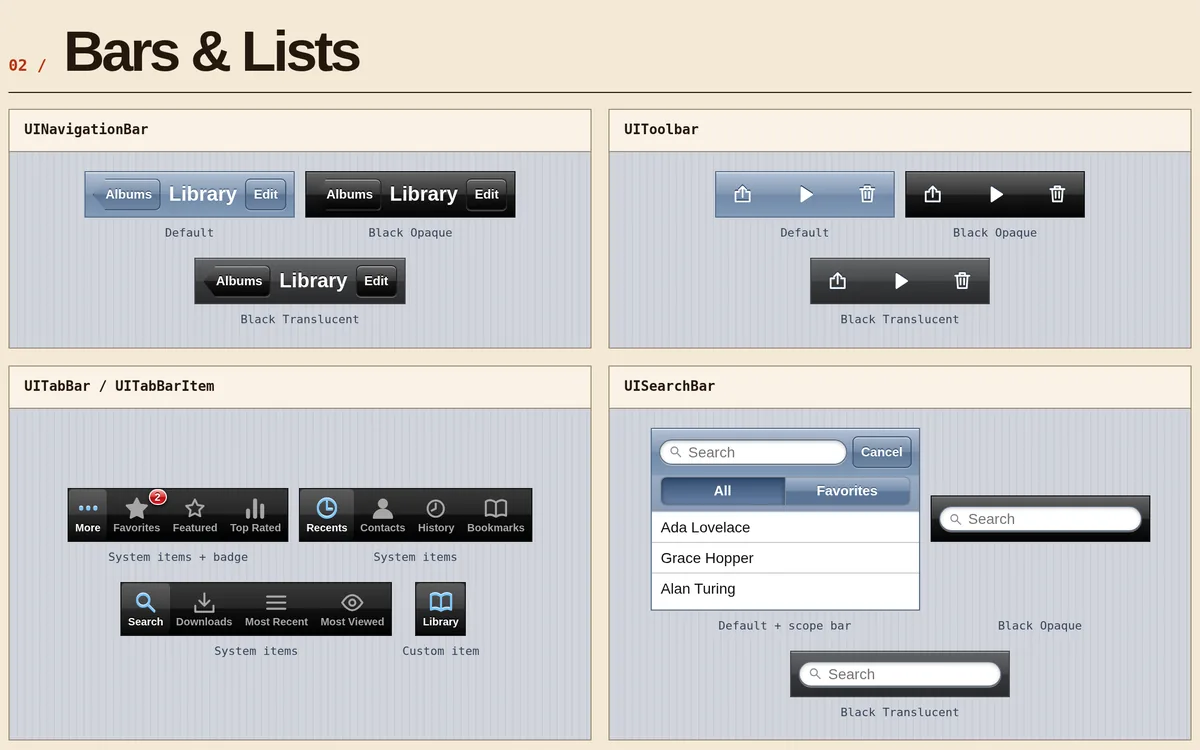 02 / Bars & Lists
UINavigationBar
Albums Library Edit
Default
Albums Library Edit
Black Opaque
Albums Library Edit
Black Translucent
UIToolbar
Default
Black Opaque
Black Translucent
UITabBar / UITabBarItem
2
More Favorites Featured Top Rated
System items + badge
Recents Contacts History Bookmarks
System items
Search Downloads Most Recent Most Viewed
System items
Library
Custom item
UISearchBar
Search Cancel
All Favorites
Ada Lovelace
Grace Hopper
Alan Turing
Default + scope bar
Search
Black Opaque
Search
Black Translucent